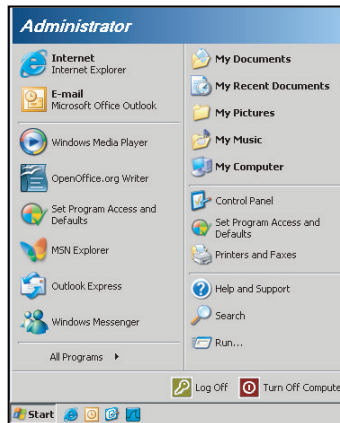 Administrator
Internet
Internet Explorer
E-mail
Microsoft Office Outlook
Windows Media Player
OpenOffice.org Writer
Set Program Access and
Defaults
MSN Explorer
Outlook Express
Windows Messenger
All Programs
My Documents
My Recent Documents
My Pictures
My Music
My Computer
Control Panel
Set Program Access and
Defaults
Printers and Faxes
Help and Support
Search
Run...
Log Off
Turn Off Compute
Start